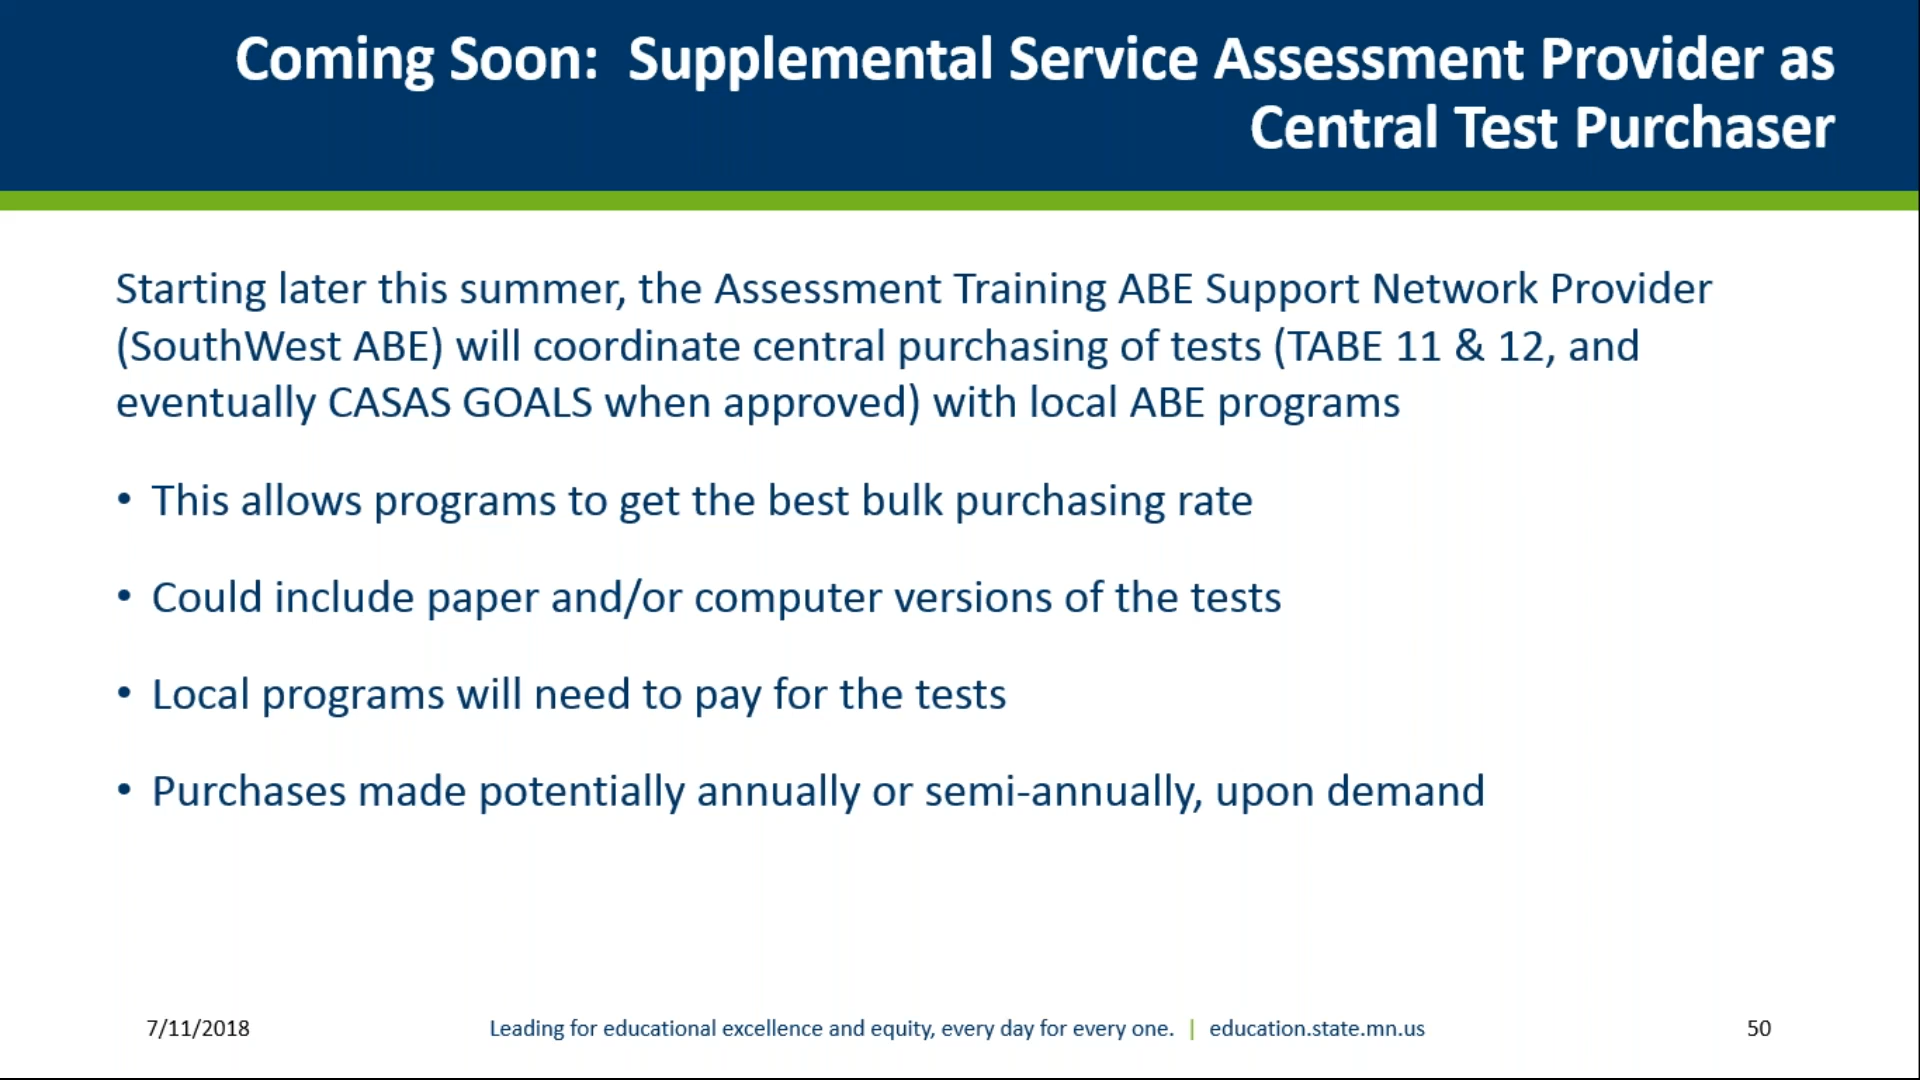 Coming Soon:  Supplemental Service Assessment Provider as
Central Test Purchaser
Starting later this summer, the Assessment Training ABE Support Network Provider
(SouthWest ABE) will coordinate central purchasing of tests (TABE 11 & 12, and
eventually CASAS GOALS when approved) with local ABE programs
• This allows programs to get the best bulk purchasing rate
• Could include paper and/or computer versions of the tests
• Local programs will need to pay for the tests
• Purchases made potentially annually or semi-annually, upon demand
7/11/2018 Leading for educational excellence and equity, every day for every one. | education.state.mn.us 50